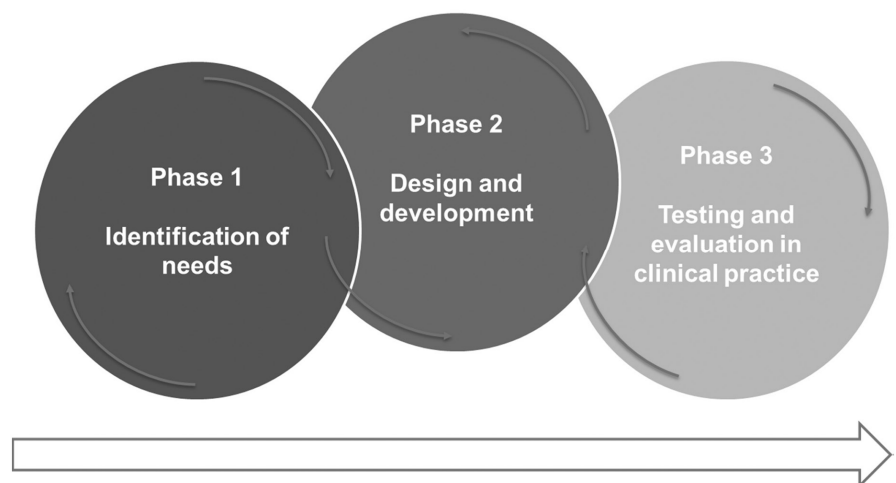 Phase 1
Identification of
needs
Phase 2
Design and
development
Phase 3
Testing and
evaluation in
clinical practice